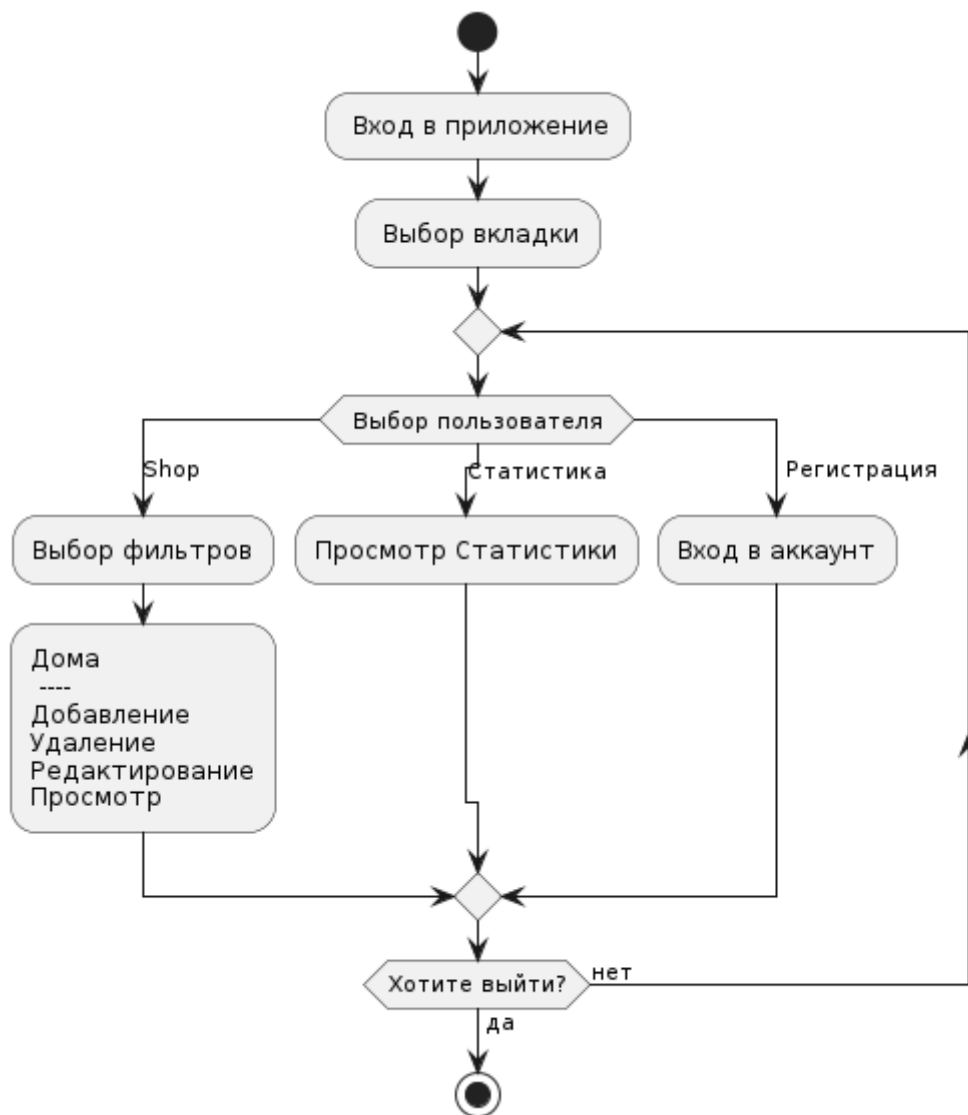 Вход в приложение
Выбор вкладки
Выбор пользователя
Shop
Статистика
Регистрация
Выбор фильтров
Просмотр Статистики
Вход в аккаунт
Дома
----
Добавление
Удаление
Редактирование
Просмотр
Хотите выйти?
нет
да